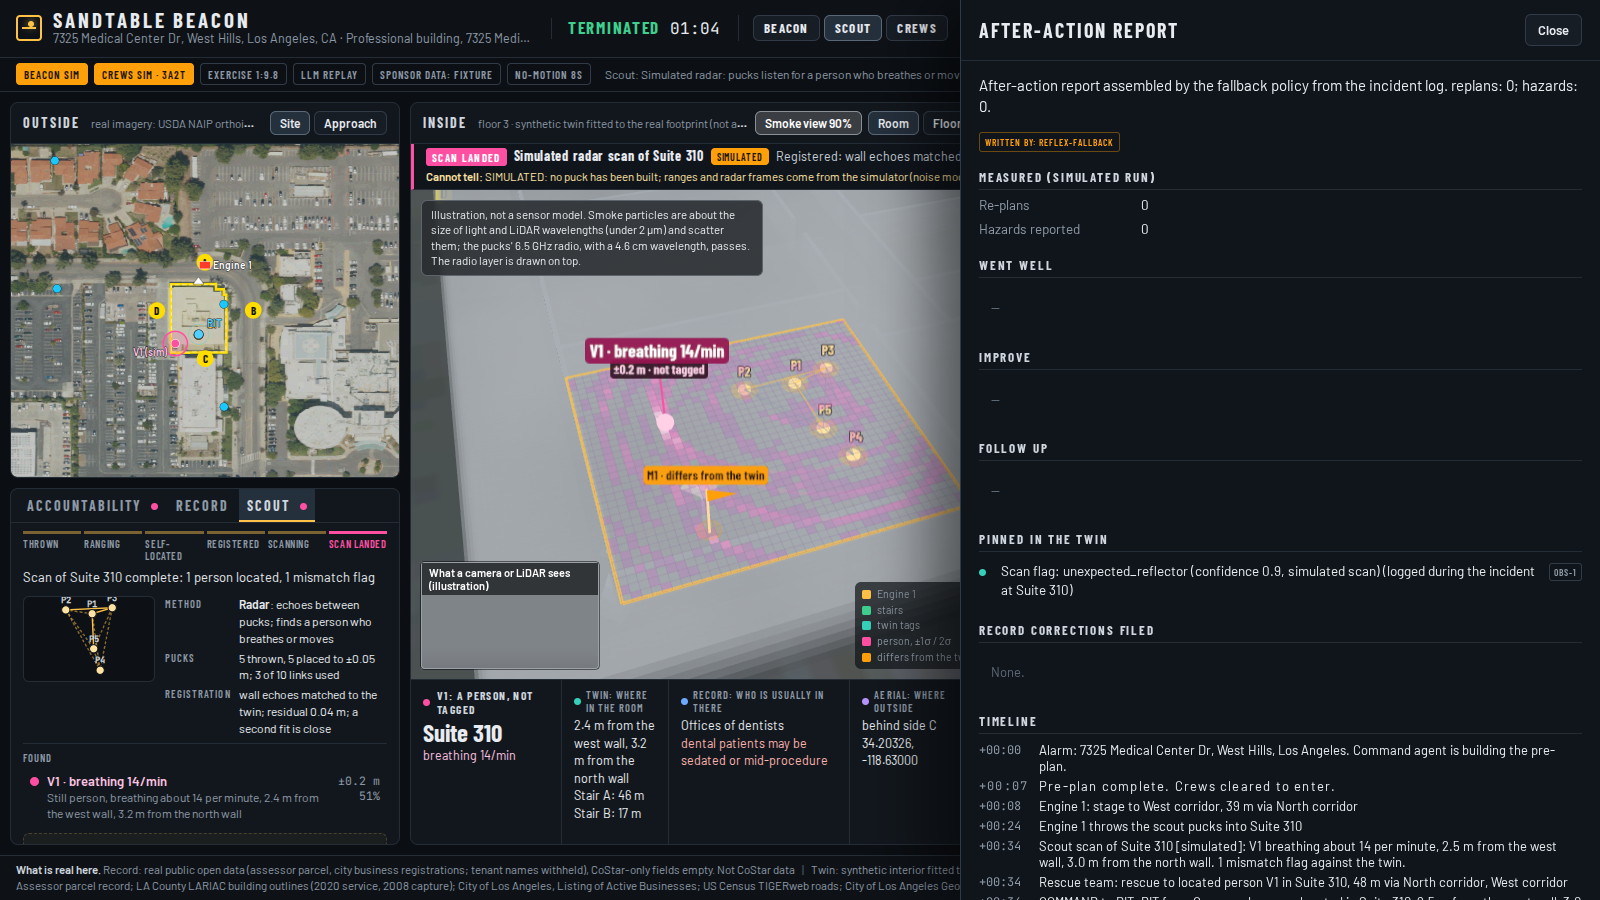 SANDTABLE BEACON
7325 Medical Center Dr, West Hills, Los Angeles, CA · Professional building, 7325 Medi...
TERMINATED 01:04
BEACON SCOUT CREWS
BEACON SIM CREWS SIM · 3A2T EXERCISE 1:9.8 LLM REPLAY SPONSOR DATA: FIXTURE NO-MOTION 8S Scout: Simulated radar: pucks listen for a person who breathes or mov
OUTSIDE real imagery: USDA NAIP orthoi... Site Approach
Engine 1
D
B
RIT
V1 (sim)
C
ACCOUNTABILITY RECORD SCOUT
THROWN RANGING SELF-LOCATED REGISTERED SCANNING SCAN LANDED
Scan of Suite 310 complete: 1 person located, 1 mismatch flag
P2 P1 P3
P5
P4
METHOD Radar: echoes between
pucks; finds a person who
breathes or moves
PUCKS 5 thrown, 5 placed to ±0.05
m; 3 of 10 links used
REGISTRATION wall echoes matched to the
twin; residual 0.04 m; a
second fit is close
FOUND
V1 · breathing 14/min ±0.2 m
Still person, breathing about 14 per minute, 2.4 m from
the west wall, 3.2 m from the north wall
51%
INSIDE floor 3 · synthetic twin fitted to the real footprint (not a... Smoke view 90% Room Floor
SCAN LANDED Simulated radar scan of Suite 310 SIMULATED Registered: wall echoes matched
Cannot tell: SIMULATED: no puck has been built; ranges and radar frames come from the simulator (noise mo
Illustration, not a sensor model. Smoke particles are about the
size of light and LiDAR wavelengths (under 2 µm) and scatter
them; the pucks' 6.5 GHz radio, with a 4.6 cm wavelength, passes.
The radio layer is drawn on top.
V1 · breathing 14/min
±0.2 m · not tagged
P2
P1
P3
P5
P4
M1 · differs from the twin
What a camera or LiDAR sees
(illustration)
Engine 1
stairs
twin tags
person, ±1σ / 2σ
differs from the tw
V1: A PERSON, NOT
TAGGED
Suite 310
breathing 14/min
TWIN: WHERE
IN THE ROOM
2.4 m from the
west wall, 3.2
m from the
north wall
Stair A: 46 m
Stair B: 17 m
RECORD: WHO IS USUALLY IN
THERE
Offices of dentists
dental patients may be
sedated or mid-procedure
AERIAL: WHERE
OUTSIDE
behind side C
34.20326,
-118.63000
What is real here. Record: real public open data (assessor parcel, city business registrations; tenant names withheld), CoStar-only fields empty. Not CoStar data | Twin: synthetic interior fitted t
Assessor parcel record; LA County LARIAC building outlines (2020 service, 2008 capture); City of Los Angeles, Listing of Active Businesses; US Census TIGERweb roads; City of Los Angeles Geo
AFTER-ACTION REPORT
Close
After-action report assembled by the fallback policy from the incident log. replans: 0; hazards:
0.
WRITTEN BY: REFLEX-FALLBACK
MEASURED (SIMULATED RUN)
Re-plans 0
Hazards reported 0
WENT WELL
—
IMPROVE
—
FOLLOW UP
—
PINNED IN THE TWIN
Scan flag: unexpected_reflector (confidence 0.9, simulated scan) (logged during the incident
at Suite 310)
OBS-1
RECORD CORRECTIONS FILED
None.
TIMELINE
+00:00 Alarm: 7325 Medical Center Dr, West Hills, Los Angeles. Command agent is building the pre-
plan.
+00:07 Pre-plan complete. Crews cleared to enter.
+00:08 Engine 1: stage to West corridor, 39 m via North corridor
+00:24 Engine 1 throws the scout pucks into Suite 310
+00:34 Scout scan of Suite 310 [simulated]: V1 breathing about 14 per minute, 2.5 m from the west
wall, 3.0 m from the north wall. 1 mismatch flag against the twin.
+00:34 Rescue team: rescue to located person V1 in Suite 310, 48 m via North corridor, West corridor